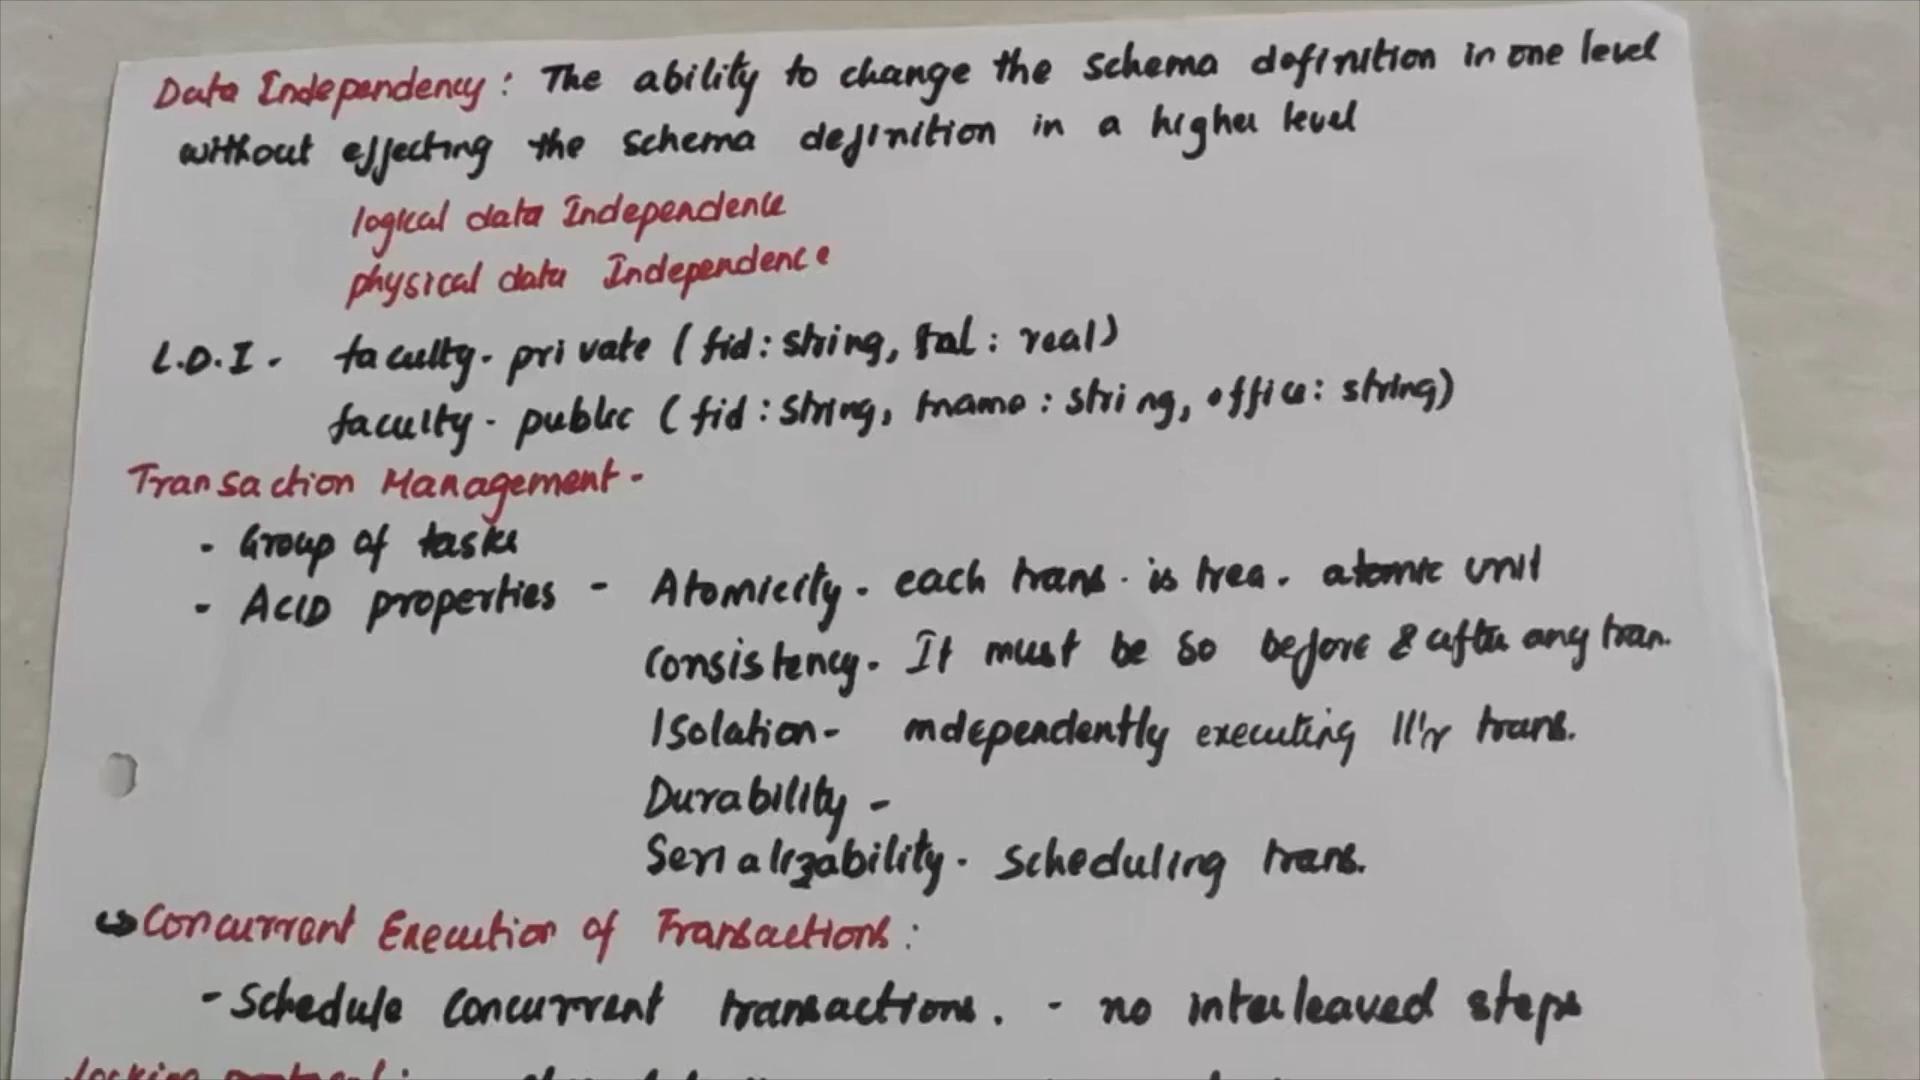 Data Independency : The ability to change the schema definition in one level
without effecting the schema definition in a higher level
logical data Independence
physical data Independence
L.D.I. faculty. private (fid : string, sal : real)
faculty. public (fid : string, fname : string, office : string)
Transaction Management -
- Group of tasks
- ACID properties - Atomicity. each trans. is trea. atomic unit
Consistency. It must be so before & after any tran.
Isolation - independently executing ||'r trans.
Durability -
Serializability. Scheduling trans.
↪ Concurrent Execution of Transactions :
- Schedule concurrent transactions. - no interleaved steps
locking protocol :